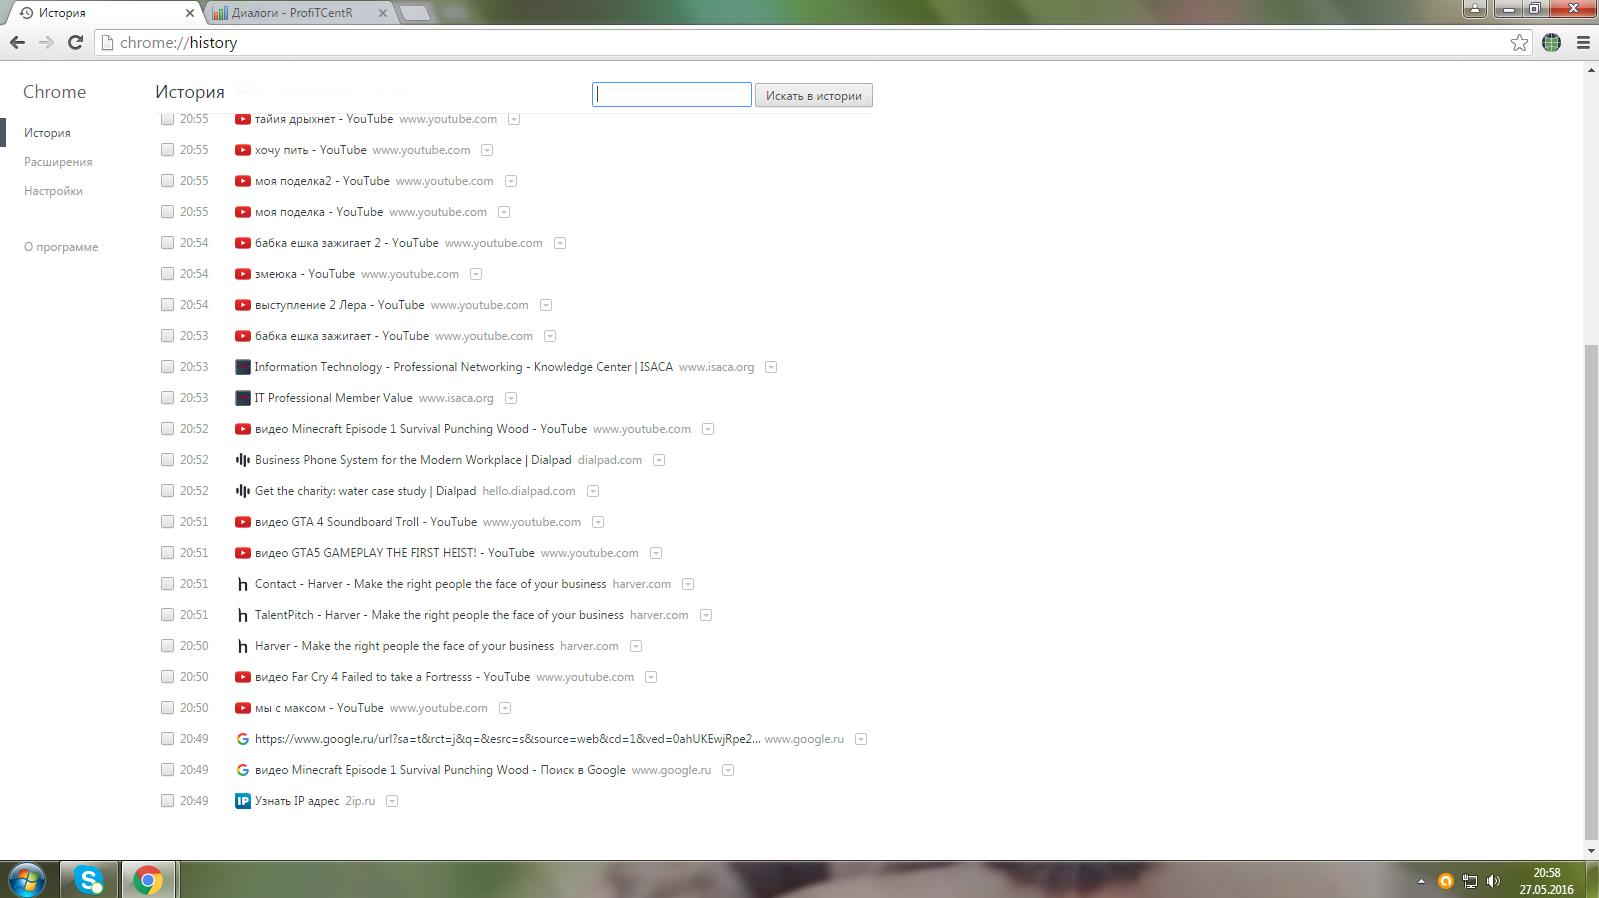 История
Диалоги - ProfiTCentR
chrome://history
Chrome
История
Искать в истории
История
Расширения
Настройки
О программе
20:55 тайия дрыхнет - YouTube www.youtube.com
20:55 хочу пить - YouTube www.youtube.com
20:55 моя поделка2 - YouTube www.youtube.com
20:55 моя поделка - YouTube www.youtube.com
20:54 бабка ешка зажигает 2 - YouTube www.youtube.com
20:54 змеюка - YouTube www.youtube.com
20:54 выступление 2 Лера - YouTube www.youtube.com
20:53 бабка ешка зажигает - YouTube www.youtube.com
20:53 Information Technology - Professional Networking - Knowledge Center | ISACA www.isaca.org
20:53 IT Professional Member Value www.isaca.org
20:52 видео Minecraft Episode 1 Survival Punching Wood - YouTube www.youtube.com
20:52 Business Phone System for the Modern Workplace | Dialpad dialpad.com
20:52 Get the charity: water case study | Dialpad hello.dialpad.com
20:51 видео GTA 4 Soundboard Troll - YouTube www.youtube.com
20:51 видео GTA5 GAMEPLAY THE FIRST HEIST! - YouTube www.youtube.com
20:51 h Contact - Harver - Make the right people the face of your business harver.com
20:51 h TalentPitch - Harver - Make the right people the face of your business harver.com
20:50 h Harver - Make the right people the face of your business harver.com
20:50 видео Far Cry 4 Failed to take a Fortresss - YouTube www.youtube.com
20:50 мы с максом - YouTube www.youtube.com
20:49 G https://www.google.ru/url?sa=t&rct=j&q=&esrc=s&source=web&cd=1&ved=0ahUKEwjRpe2... www.google.ru
20:49 G видео Minecraft Episode 1 Survival Punching Wood - Поиск в Google www.google.ru
20:49 IP Узнать IP адрес 2ip.ru
20:58
27.05.2016